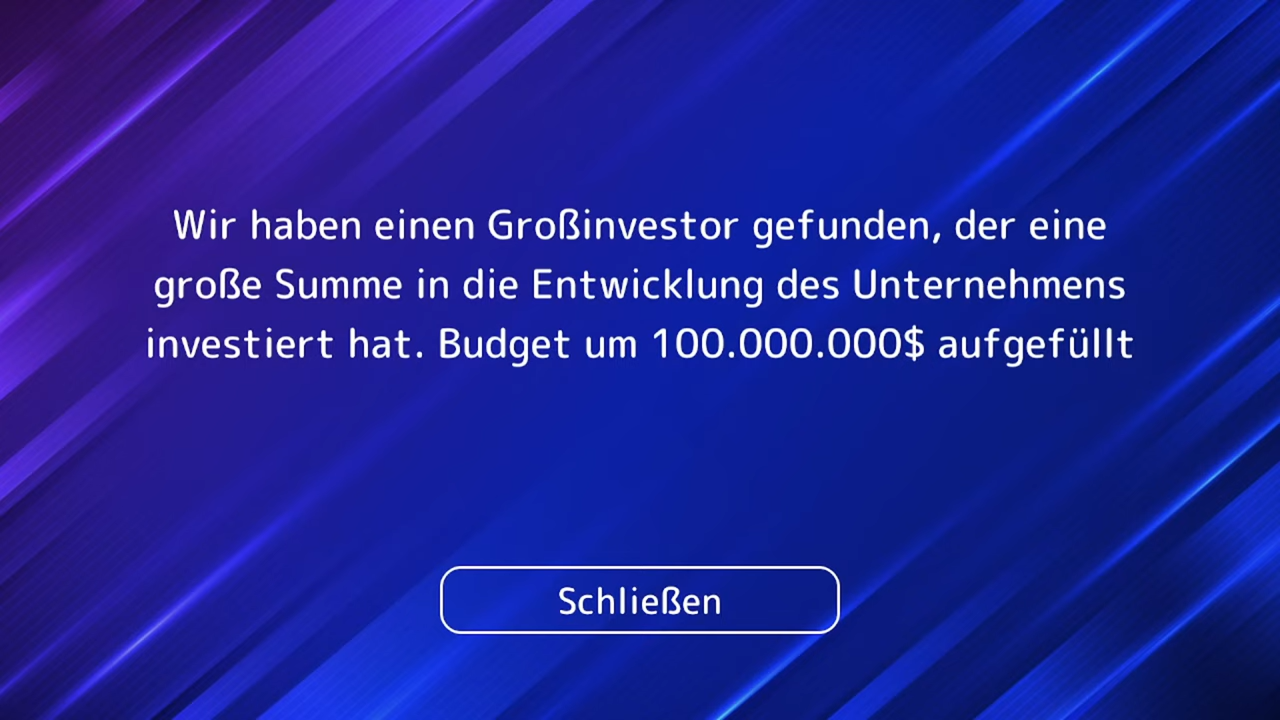 Wir haben einen Großinvestor gefunden, der eine
große Summe in die Entwicklung des Unternehmens
investiert hat. Budget um 100.000.000$ aufgefüllt
Schließen